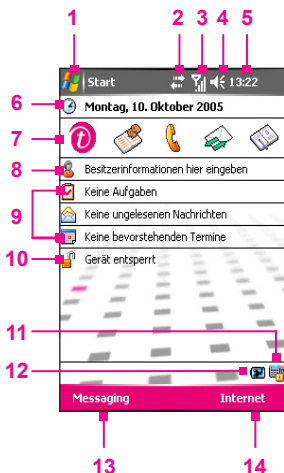 1 2 3 4 5
Start 13:22
6 Montag, 10. Oktober 2005
7
8 Besitzerinformationen hier eingeben
9 Keine Aufgaben
Keine ungelesenen Nachrichten
Keine bevorstehenden Termine
10 Gerät entsperrt
11
12
Messaging Internet
13 14